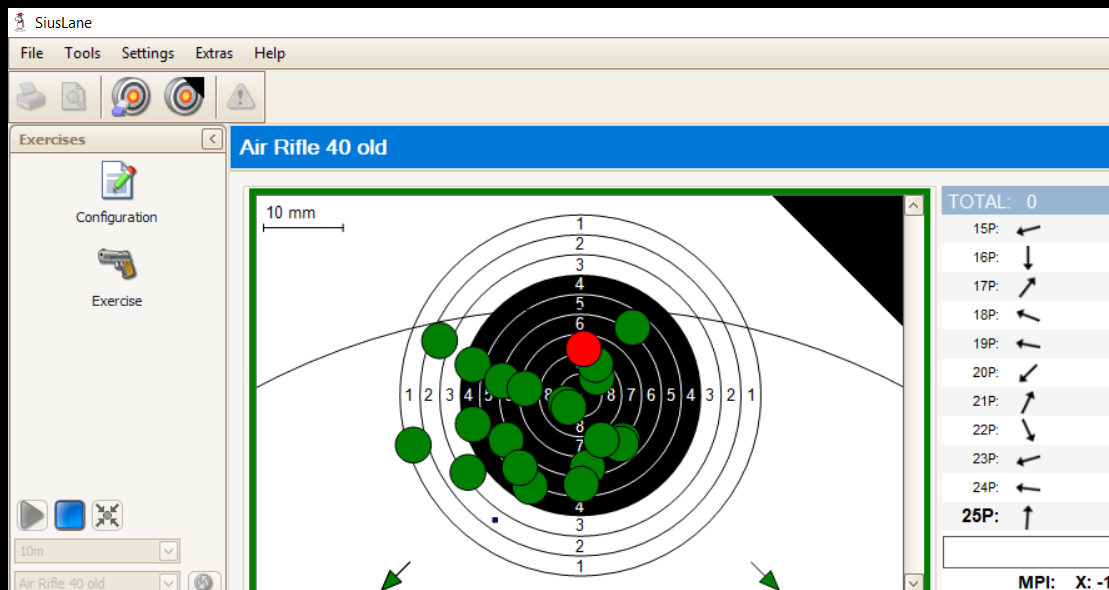 SiusLane
File Tools Settings Extras Help
Exercises
Air Rifle 40 old
Configuration
Exercise
10m
Air Rifle 40 old
10 mm
1
2
3
4
5
6
1 2 3 4 5 8 8 7 6 5 4 3 2 1
8
7
4
3
2
1
TOTAL: 0
15P:
16P:
17P:
18P:
19P:
20P:
21P:
22P:
23P:
24P:
25P:
MPI: X: -1